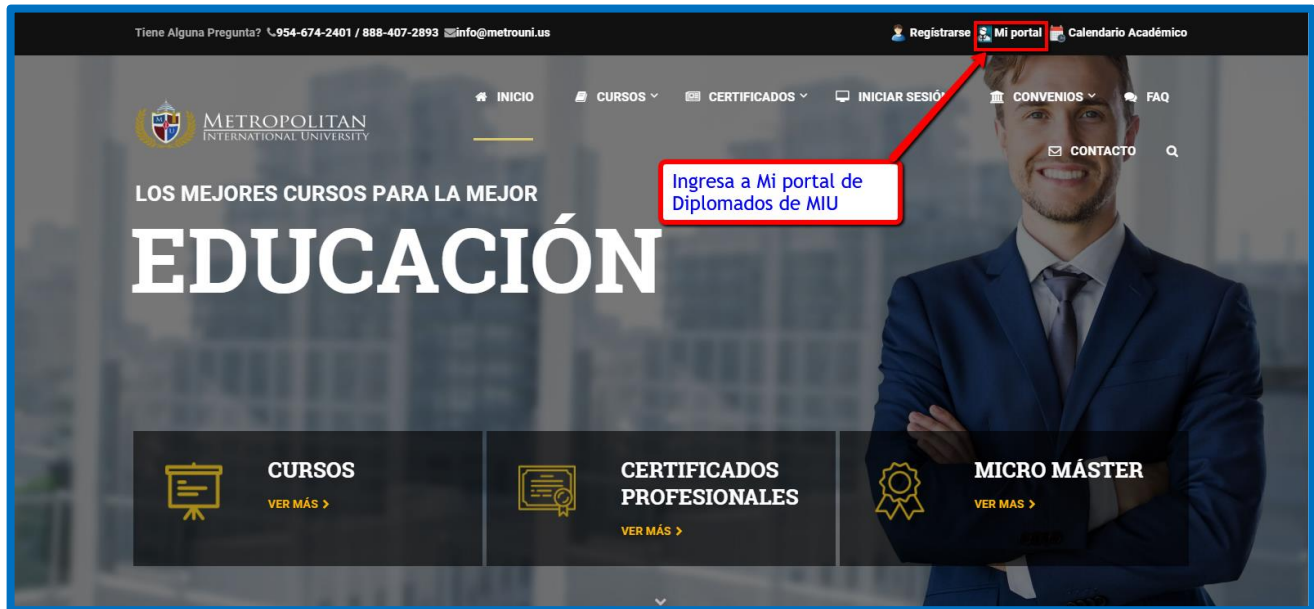 Tiene Alguna Pregunta? 954-674-2401 / 888-407-2893 info@metrouni.us
Registrarse Mi portal Calendario Académico
METROPOLITAN
INTERNATIONAL UNIVERSITY
MIU
INICIO CURSOS CERTIFICADOS INICIAR SESIÓN CONVENIOS FAQ
CONTACTO
Ingresa a Mi portal de
Diplomados de MIU
LOS MEJORES CURSOS PARA LA MEJOR
EDUCACIÓN
CURSOS
VER MÁS >
CERTIFICADOS
PROFESIONALES
VER MÁS >
MICRO MÁSTER
VER MAS >